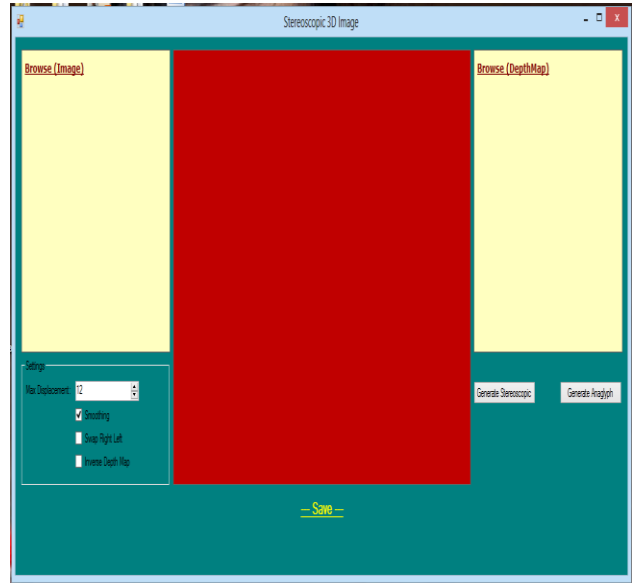 Stereoscopic 3D Image
Browse (Image)
Browse (DepthMap)
Settings
Max Displacement: 12
Smoothing
Swap Right Left
Inverse Depth Map
Generate Stereoscopic
Generate Anaglyph
--- Save ---